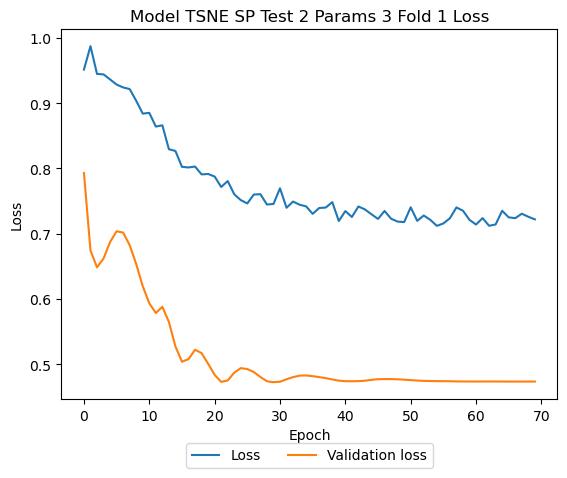 Model TSNE SP Test 2 Params 3 Fold 1 Loss
1.0
0.9
0.8
0.7
0.6
0.5
Loss
0 10 20 30 40 50 60 70
Epoch
Loss Validation loss